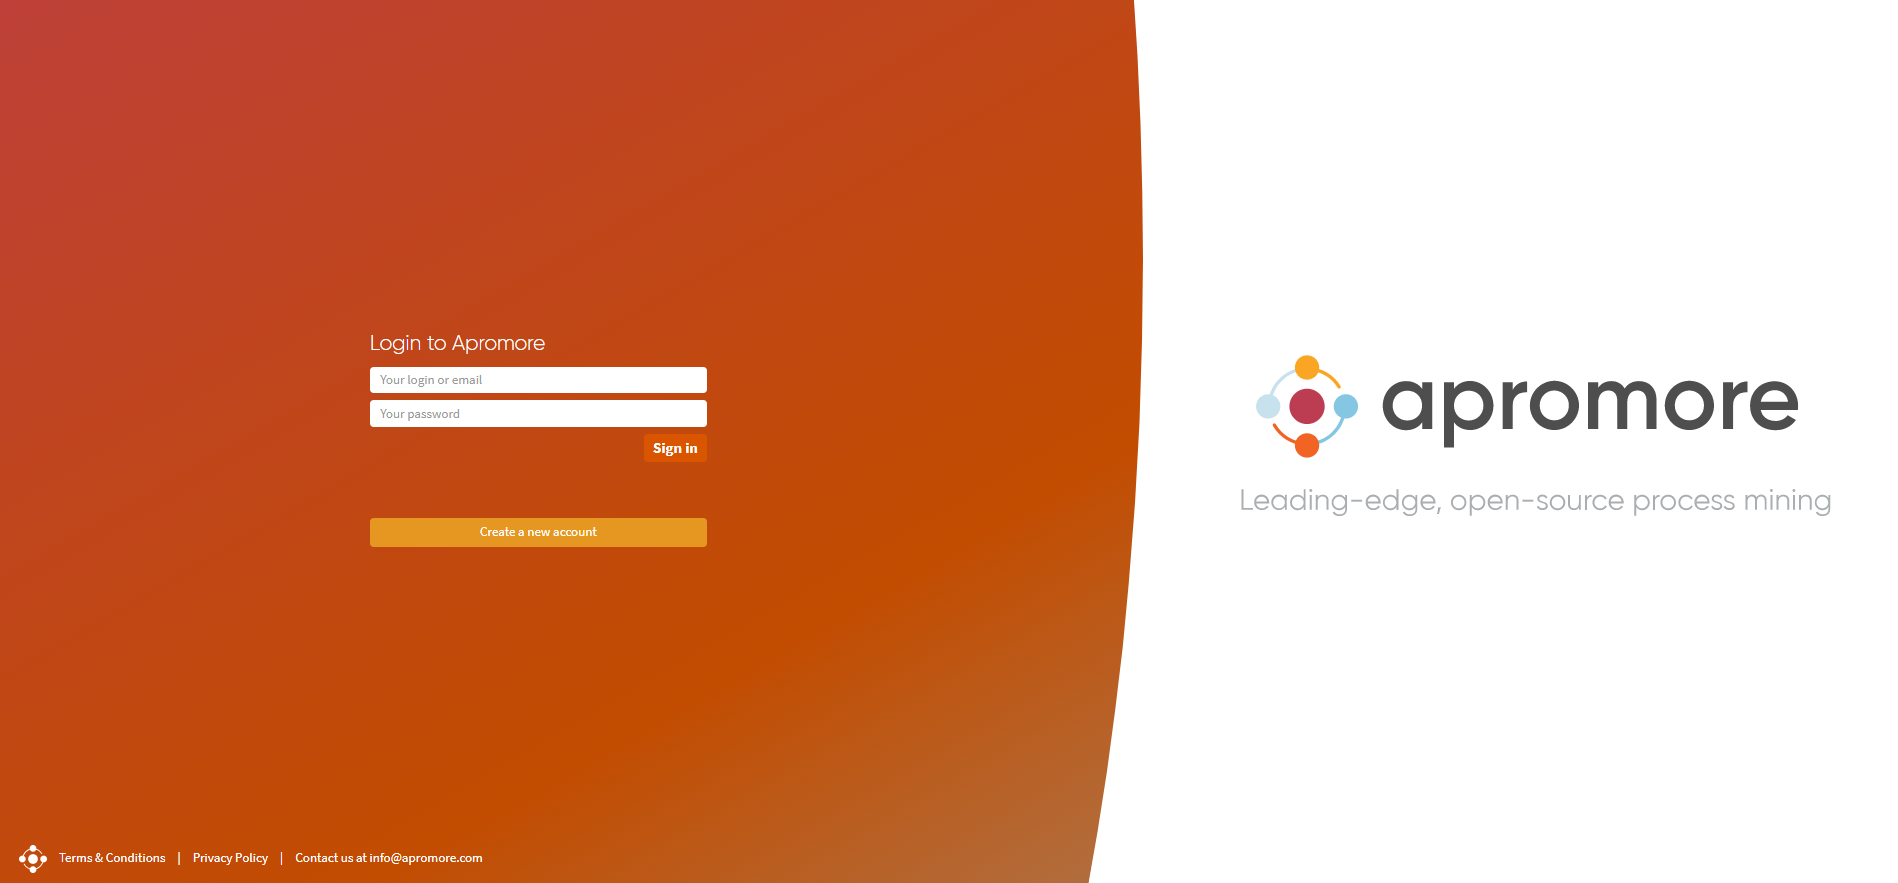 Login to Apromore
Your login or email
Your password
Sign in
Create a new account
apromore
Leading-edge, open-source process mining
Terms & Conditions | Privacy Policy | Contact us at info@apromore.com